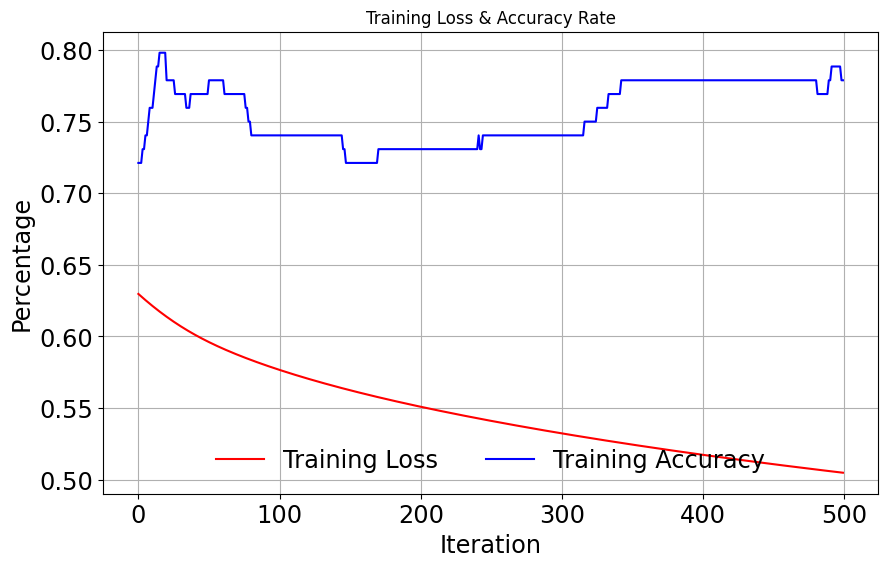 Training Loss & Accuracy Rate
0.80
0.75
0.70
0.65
0.60
0.55
0.50
Percentage
Training Loss
Training Accuracy
0 100 200 300 400 500
Iteration